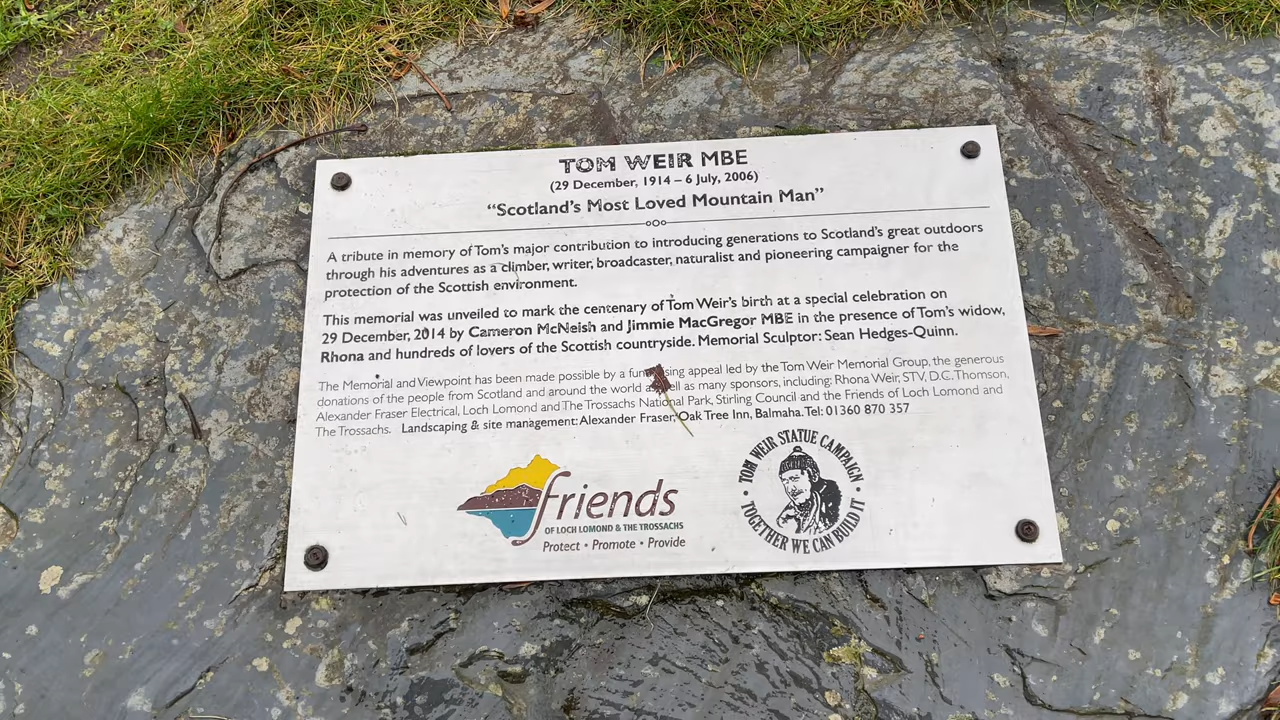 TOM WEIR MBE
(29 December, 1914 – 6 July, 2006)
“Scotland’s Most Loved Mountain Man”
A tribute in memory of Tom’s major contribution to introducing generations to Scotland’s great outdoors
through his adventures as a climber, writer, broadcaster, naturalist and pioneering campaigner for the
protection of the Scottish environment.
This memorial was unveiled to mark the centenary of Tom Weir’s birth at a special celebration on
29 December, 2014 by Cameron McNeish and Jimmie MacGregor MBE in the presence of Tom’s widow,
Rhona and hundreds of lovers of the Scottish countryside. Memorial Sculptor: Sean Hedges-Quinn.
The Memorial and Viewpoint has been made possible by a fundraising appeal led by the Tom Weir Memorial Group, the generous
donations of the people from Scotland and around the world as well as many sponsors, including: Rhona Weir, STV, D.C. Thomson,
Alexander Fraser Electrical, Loch Lomond and The Trossachs National Park, Stirling Council and the Friends of Loch Lomond and
The Trossachs. Landscaping & site management: Alexander Fraser, Oak Tree Inn, Balmaha. Tel: 01360 870 357
friends
OF LOCH LOMOND & THE TROSSACHS
Protect • Promote • Provide
TOM WEIR STATUE CAMPAIGN
• TOGETHER WE CAN BUILD IT •